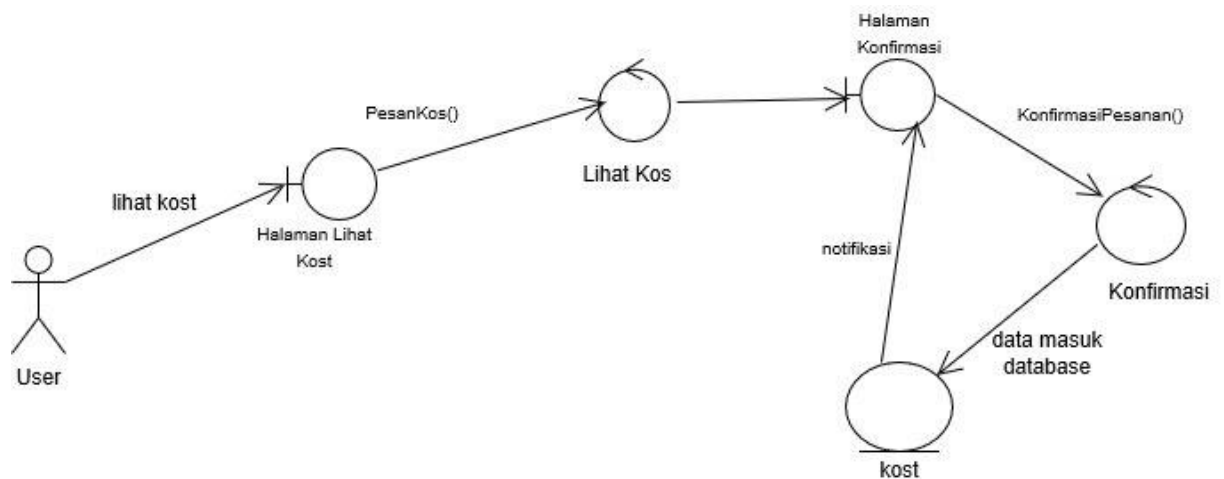 Halaman
Konfirmasi
PesanKos()
KonfirmasiPesanan()
Lihat Kos
lihat kost
Halaman Lihat
Kost
notifikasi
Konfirmasi
data masuk
database
User
kost